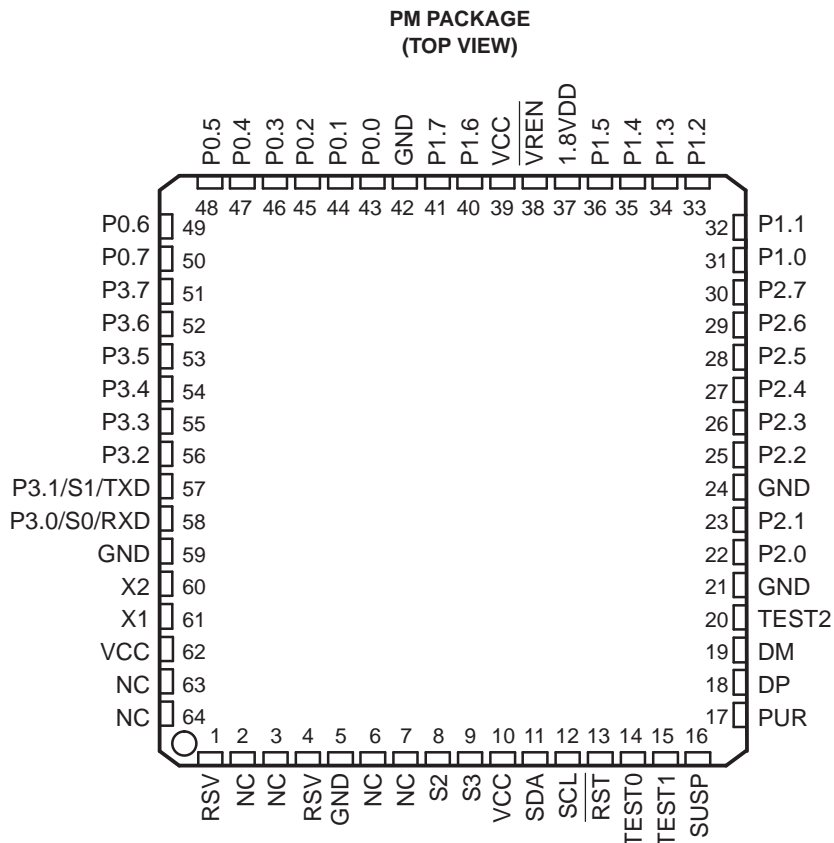 PM PACKAGE
(TOP VIEW)
P0.5 P0.4 P0.3 P0.2 P0.1 P0.0 GND P1.7 P1.6 VCC VREN 1.8VDD P1.5 P1.4 P1.3 P1.2
48 47 46 45 44 43 42 41 40 39 38 37 36 35 34 33
P0.6 49 32 P1.1
P0.7 50 31 P1.0
P3.7 51 30 P2.7
P3.6 52 29 P2.6
P3.5 53 28 P2.5
P3.4 54 27 P2.4
P3.3 55 26 P2.3
P3.2 56 25 P2.2
P3.1/S1/TXD 57 24 GND
P3.0/S0/RXD 58 23 P2.1
GND 59 22 P2.0
X2 60 21 GND
X1 61 20 TEST2
VCC 62 19 DM
NC 63 18 DP
NC 64 17 PUR
1 2 3 4 5 6 7 8 9 10 11 12 13 14 15 16
RSV NC NC RSV GND NC NC S2 S3 VCC SDA SCL RST TEST0 TEST1 SUSP